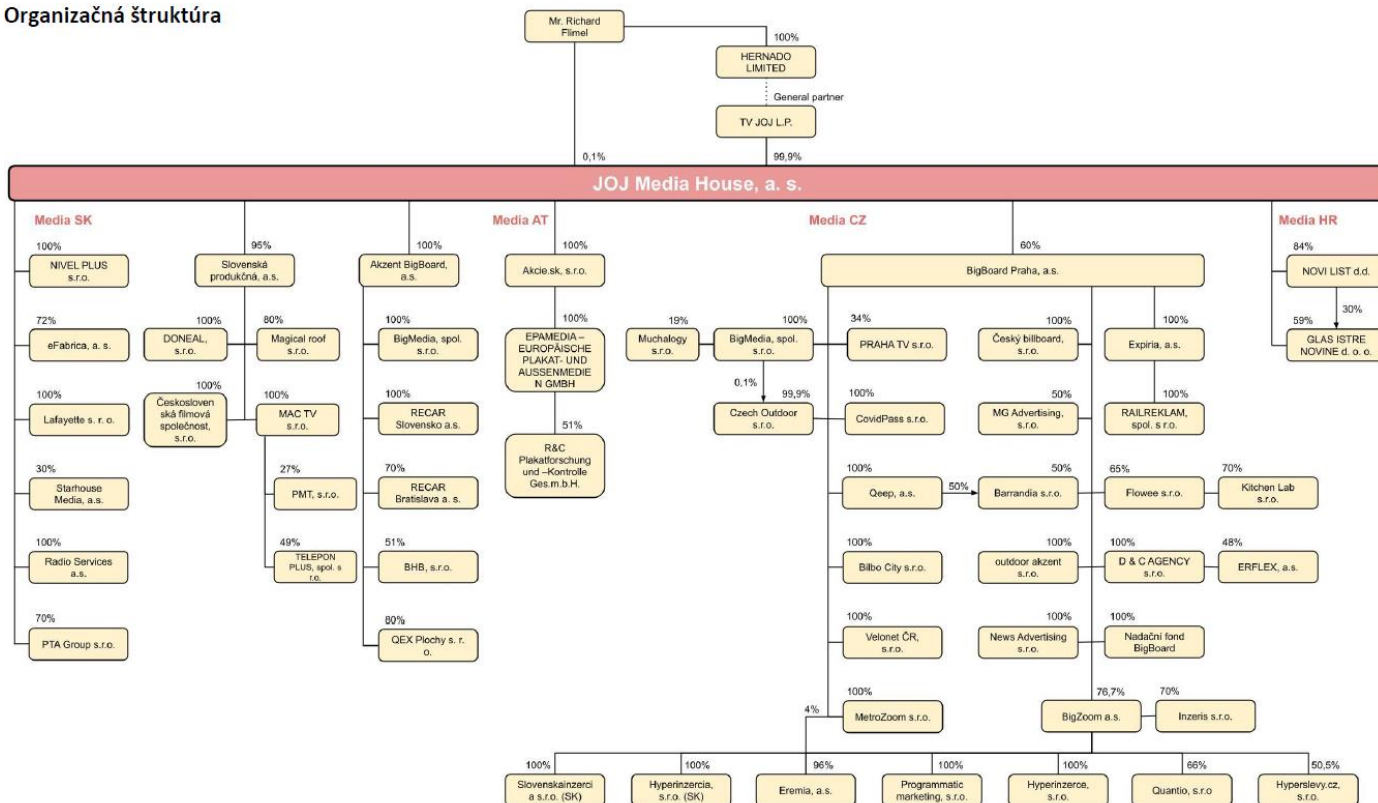 Organizačná štruktúra
Mr. Richard
Flimel
100%
HERNADO
LIMITED
General partner
TV JOJ L.P.
0,1%
99,9%
JOJ Media House, a. s.
Media SK
Media AT
Media CZ
Media HR
100%
NIVEL PLUS
s.r.o.
95%
Slovenská
produkčná, a.s.
100%
Akzent BigBoard,
a.s.
100%
Akcie.sk, s.r.o.
60%
BigBoard Praha, a.s.
84%
NOVI LIST d.d.
30%
72%
eFabrica, a. s.
100%
DONEAL,
s.r.o.
80%
Magical roof
s.r.o.
100%
BigMedia, spol.
s.r.o.
100%
EPAMEDIA –
EUROPÄISCHE
PLAKAT- UND
AUSSENMEDIE
N GMBH
19%
Muchalogy
s.r.o.
100%
BigMedia, spol.
s.r.o.
34%
PRAHA TV s.r.o.
100%
Český billboard,
s.r.o.
100%
Expiria, a.s.
59%
GLAS ISTRE
NOVINE d. o. o.
100%
Lafayette s. r. o.
100%
Českosloven
ská filmová
společnost,
s.r.o.
100%
MAC TV
s.r.o.
100%
RECAR
Slovensko a.s.
51%
R&C
Plakatforschung
und –Kontrolle
Ges.m.b.H.
0,1%
99,9%
Czech Outdoor
s.r.o.
100%
CovidPass s.r.o.
50%
MG Advertising,
s.r.o.
100%
RAILREKLAM,
spol. s r.o.
30%
Starhouse
Media, a.s.
27%
PMT, s.r.o.
70%
RECAR
Bratislava a. s.
100%
Qeep, a.s.
50%
50%
Barrandia s.r.o.
65%
Flowee s.r.o.
70%
Kitchen Lab
s.r.o.
100%
Radio Services
a.s.
49%
TELEPON
PLUS, spol. s
r.o.
51%
BHB, s.r.o.
100%
Bilbo City s.r.o.
100%
outdoor akzent
s.r.o.
100%
D & C AGENCY
s.r.o.
48%
ERFLEX, a.s.
70%
PTA Group s.r.o.
80%
QEX Plochy s. r.
o.
100%
Velonet ČR,
s.r.o.
100%
News Advertising
s.r.o.
100%
Nadační fond
BigBoard
100%
MetroZoom s.r.o.
4%
76,7%
BigZoom a.s.
70%
Inzeris s.r.o.
100%
Slovenskainzerci
a s.r.o. (SK)
100%
Hyperinzercia,
s.r.o. (SK)
96%
Eremia, a.s.
100%
Programmatic
marketing, s.r.o.
100%
Hyperinzerce,
s.r.o.
66%
Quantio, s.r.o
50,5%
Hyperslevy.cz,
s.r.o.